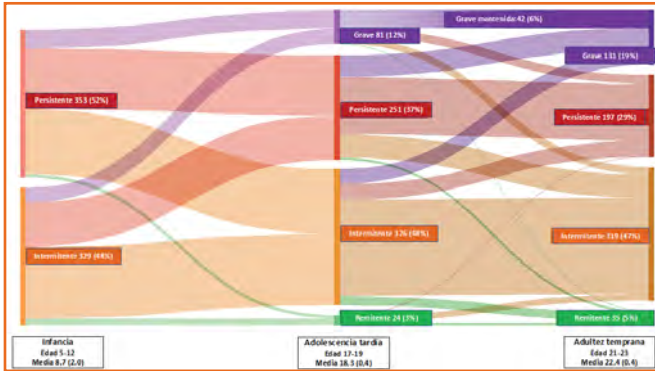 Grave 81 (12%)
Grave 42 (6%)
Grave 131 (19%)
Persistente 353 (52%)
Persistente 251 (37%)
Persistente 197 (29%)
Intermitente 329 (48%)
Intermitente 326 (48%)
Intermitente 319 (47%)
Remitente 24 (3%)
Remitente 35 (5%)
Infancia
Edad 5-12
Media 8.7 (2.0)
Adolescencia tardía
Edad 17-19
Media 18.3 (0.4)
Adultez temprana
Edad 21-23
Media 22.4 (0.4)